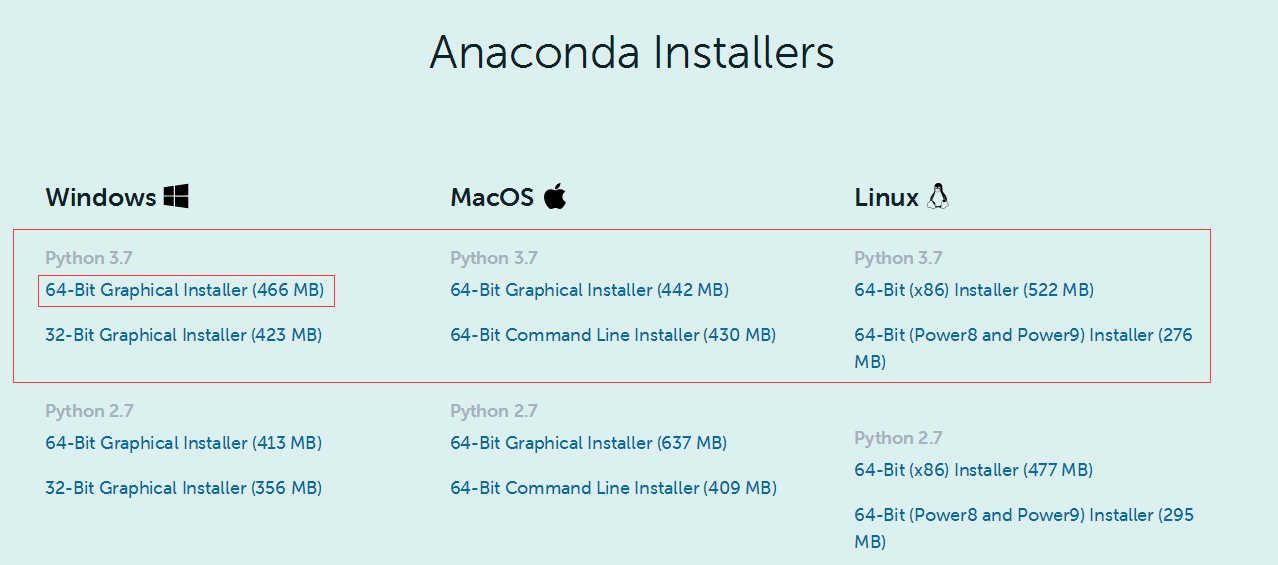 Anaconda Installers
Windows
Python 3.7
64-Bit Graphical Installer (466 MB)
32-Bit Graphical Installer (423 MB)
Python 2.7
64-Bit Graphical Installer (413 MB)
32-Bit Graphical Installer (356 MB)
MacOS
Python 3.7
64-Bit Graphical Installer (442 MB)
64-Bit Command Line Installer (430 MB)
Python 2.7
64-Bit Graphical Installer (637 MB)
64-Bit Command Line Installer (409 MB)
Linux
Python 3.7
64-Bit (x86) Installer (522 MB)
64-Bit (Power8 and Power9) Installer (276
MB)
Python 2.7
64-Bit (x86) Installer (477 MB)
64-Bit (Power8 and Power9) Installer (295
MB)